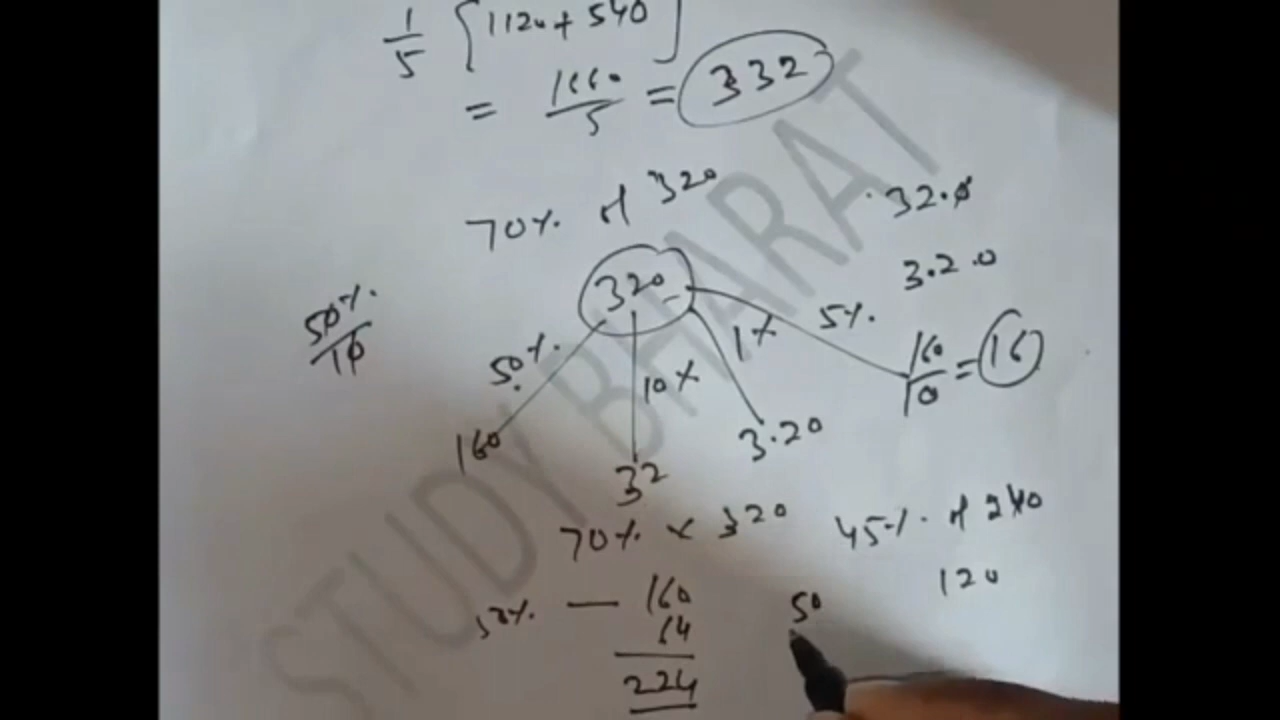 1/5 [1120 + 540]
= 1660/5 = 332
70% of 320
32.0
3.2.0
320
50%/10
50% 10% 1% 5%
160/10 = 16
160 32 3.20
70% × 320
45% of 240
120
50% — 160
64
224
50
STUDY BHARAT